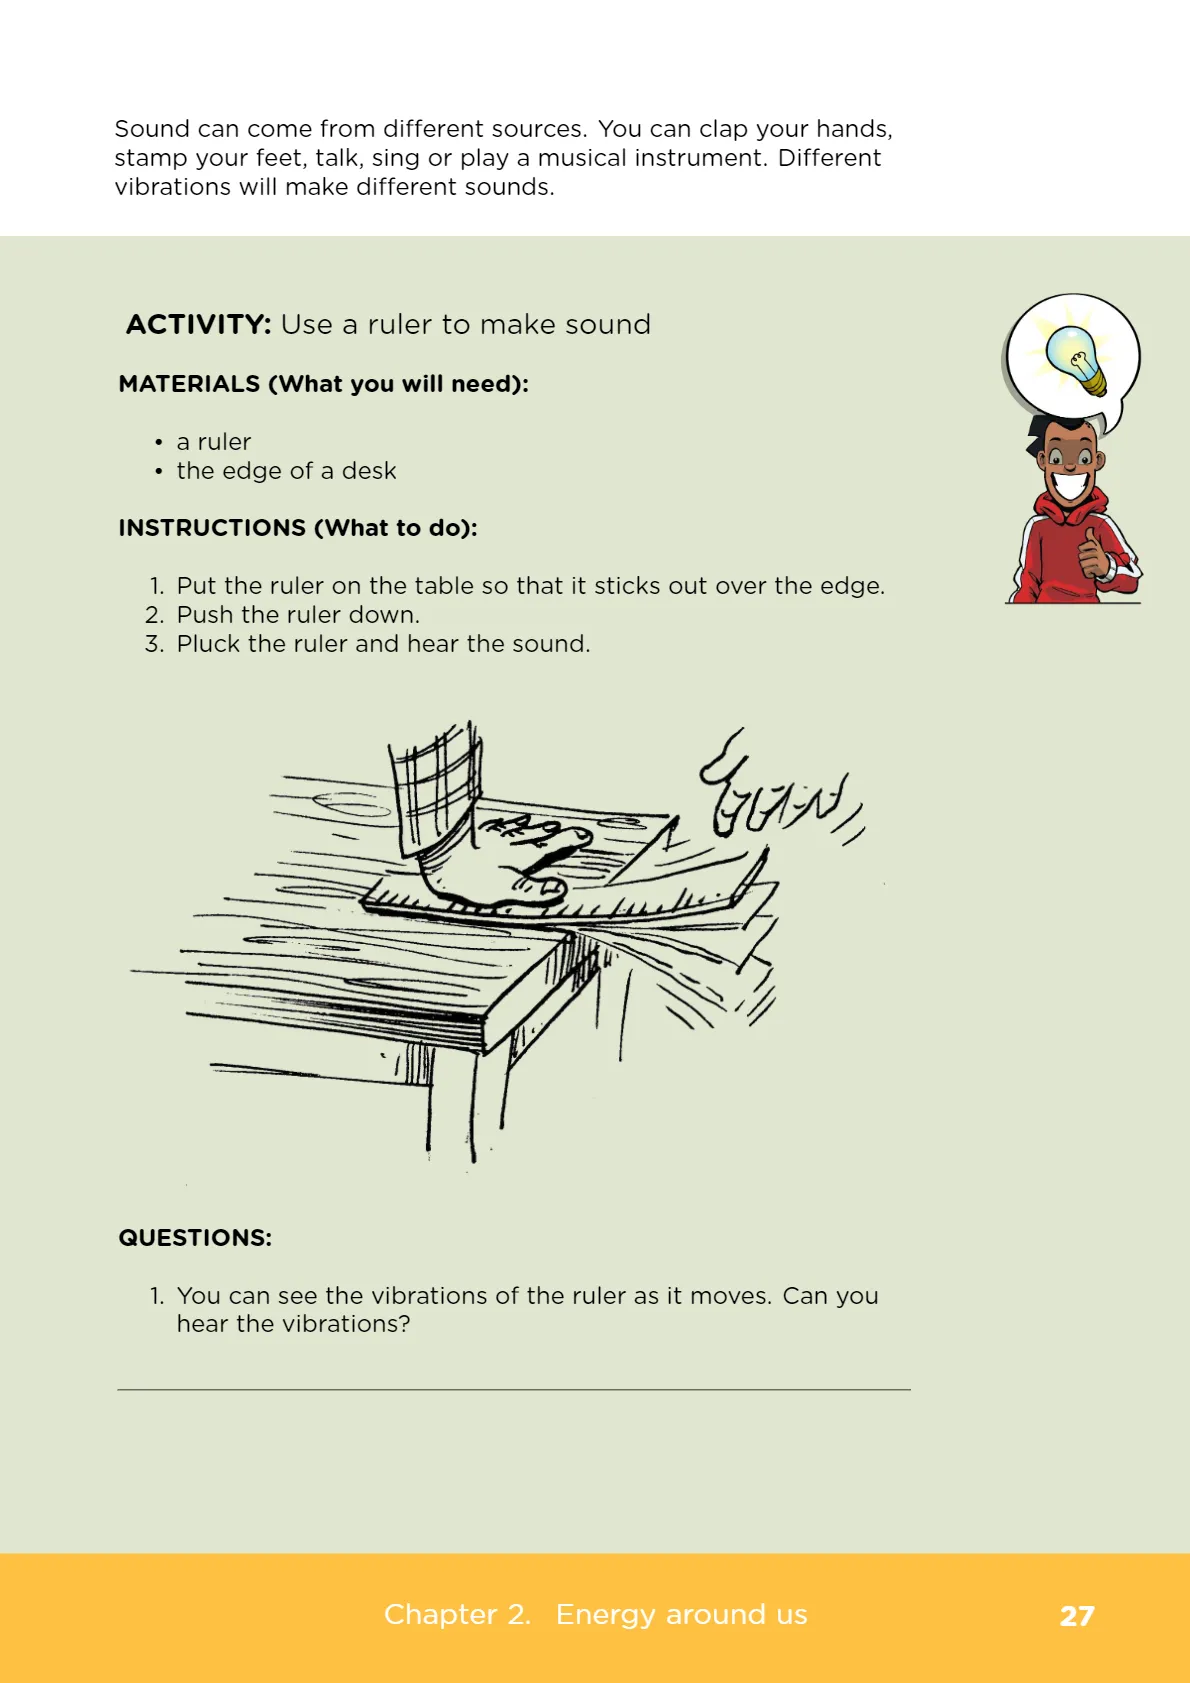 Sound can come from different sources. You can clap your hands,
stamp your feet, talk, sing or play a musical instrument. Different
vibrations will make different sounds.
ACTIVITY: Use a ruler to make sound
MATERIALS (What you will need):
• a ruler
• the edge of a desk
INSTRUCTIONS (What to do):
1. Put the ruler on the table so that it sticks out over the edge.
2. Push the ruler down.
3. Pluck the ruler and hear the sound.
QUESTIONS:
1. You can see the vibrations of the ruler as it moves. Can you
hear the vibrations?
Chapter 2. Energy around us
27